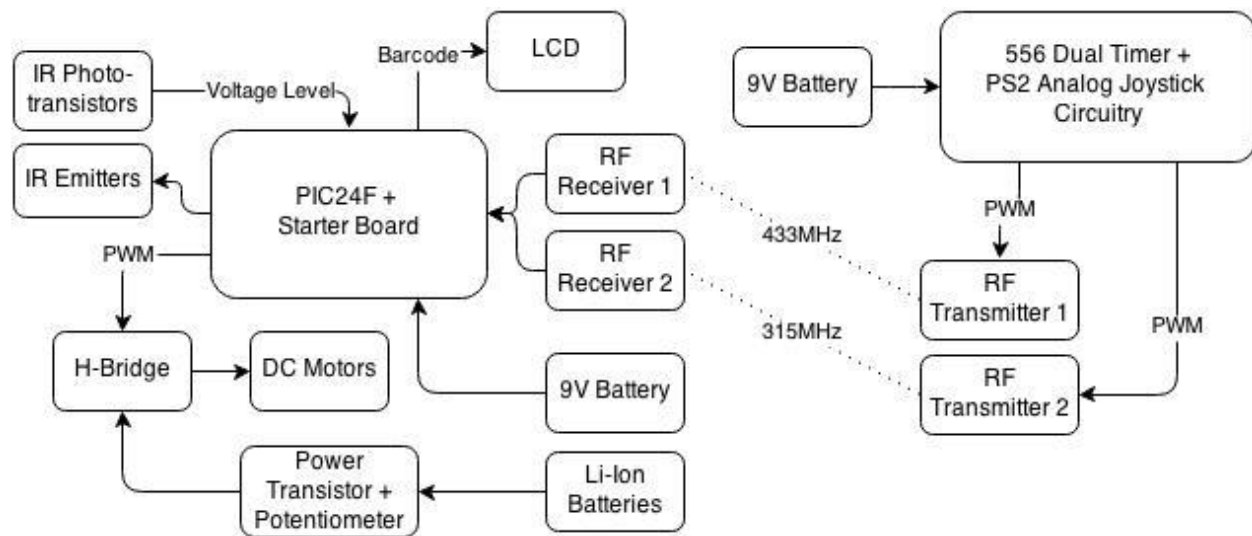 IR Photo-
transistors
Voltage Level
Barcode
LCD
IR Emitters
PIC24F +
Starter Board
RF
Receiver 1
RF
Receiver 2
PWM
H-Bridge
DC Motors
9V Battery
Power
Transistor +
Potentiometer
Li-Ion
Batteries
9V Battery
556 Dual Timer +
PS2 Analog Joystick
Circuitry
PWM
433MHz
RF
Transmitter 1
315MHz
PWM
RF
Transmitter 2